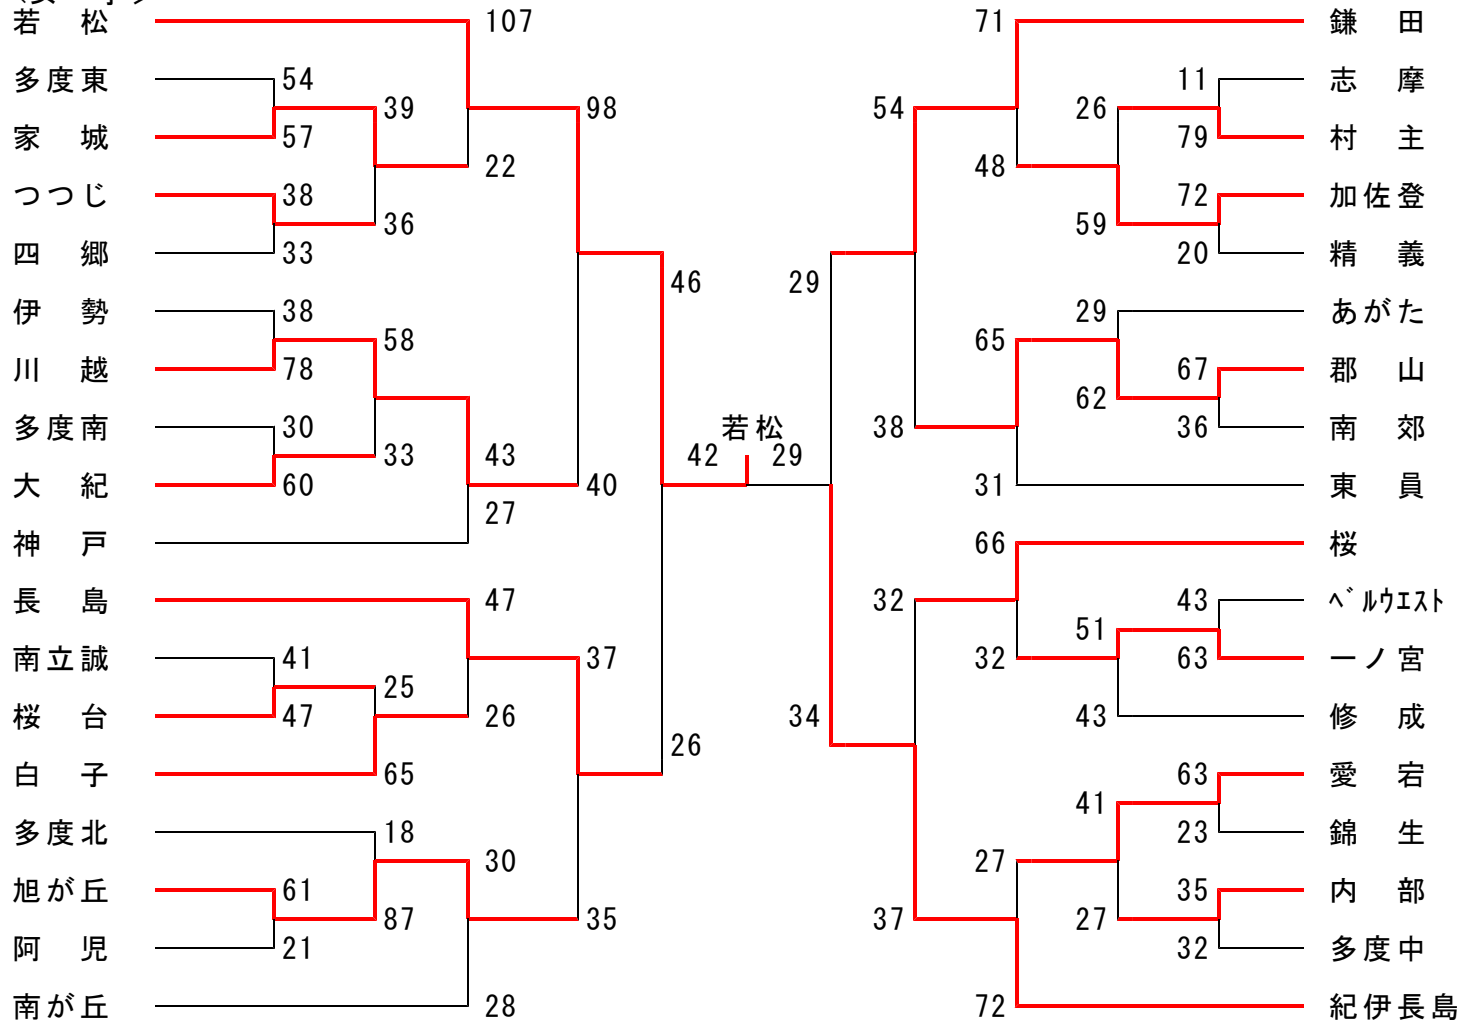 若松 107 71 鎌田
多度東 54 11 志摩
39 98 54 26
家城 57 79 村主
22 48
つつじ 38 72 加佐登
36 59
四郷 33 20 精義
46 29
伊勢 38 29 あがた
58 65
川越 78 67 郡山
62
多度南 30 38 36 南郊
若松
33 43 42 29
大紀 60 40 31 東員
27
神戸 66 桜
長島 47 32 43 ベルウエスト
51
南立誠 41 37 32 63 一ノ宮
25
桜台 47 26 34 43 修成
26
白子 65 63 愛宕
41
多度北 18 23 錦生
30 27
旭が丘 61 35 内部
87 35 37 27
阿児 21 32 多度中
南が丘 28 72 紀伊長島